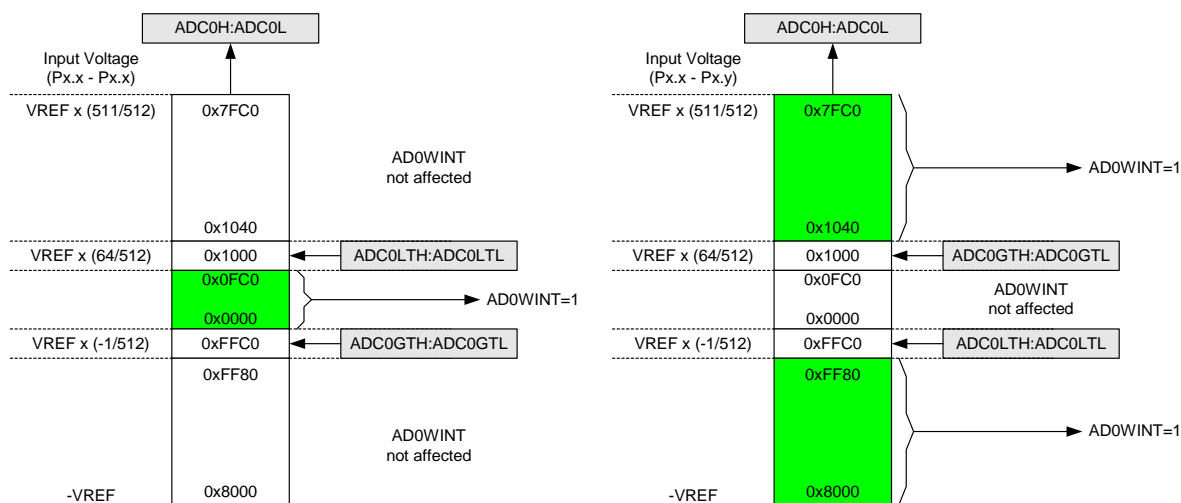 ADC0H:ADC0L
Input Voltage
(Px.x - Px.x)
VREF x (511/512)
0x7FC0
AD0WINT
not affected
0x1040
VREF x (64/512)
0x1000
ADC0LTH:ADC0LTL
0x0FC0
AD0WINT=1
0x0000
VREF x (-1/512)
0xFFC0
ADC0GTH:ADC0GTL
0xFF80
AD0WINT
not affected
-VREF
0x8000
ADC0H:ADC0L
Input Voltage
(Px.x - Px.y)
VREF x (511/512)
0x7FC0
AD0WINT=1
0x1040
VREF x (64/512)
0x1000
ADC0GTH:ADC0GTL
0x0FC0
AD0WINT
not affected
0x0000
VREF x (-1/512)
0xFFC0
ADC0LTH:ADC0LTL
0xFF80
AD0WINT=1
-VREF
0x8000